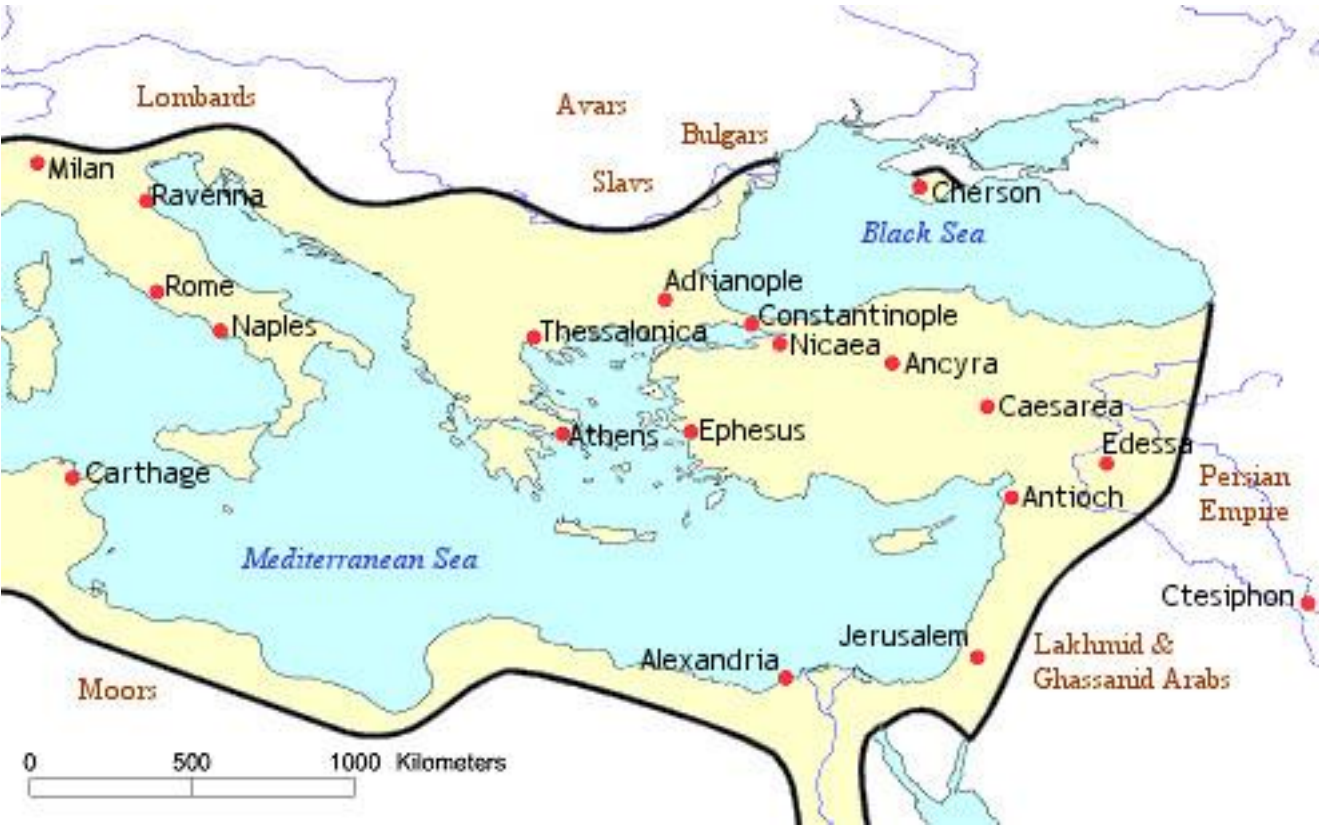 Lombards
Avars
Bulgars
Milan
Slavs
Ravenna
Cherson
Black Sea
Rome
Adrianople
Naples
Constantinople
Thessalonica
Nicaea
Ancyra
Caesarea
Athens
Ephesus
Edessa
Carthage
Antioch
Persian
Empire
Mediterranean Sea
Ctesiphon
Jerusalem
Lakhmid &
Ghassanid Arabs
Alexandria
Moors
0 500 1000 Kilometers